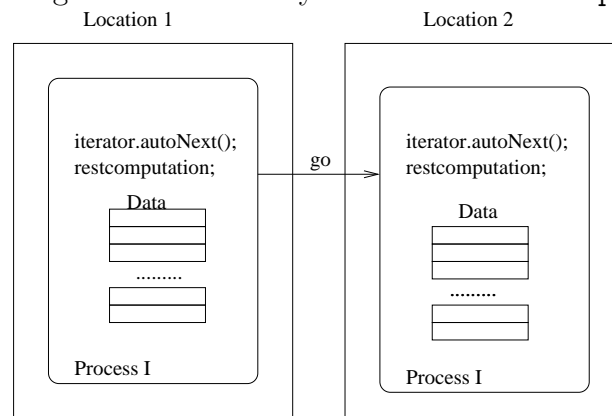 Location 1
Location 2
iterator.autoNext();
restcomputation;
Data
.........
Process I
go
iterator.autoNext();
restcomputation;
Data
.........
Process I